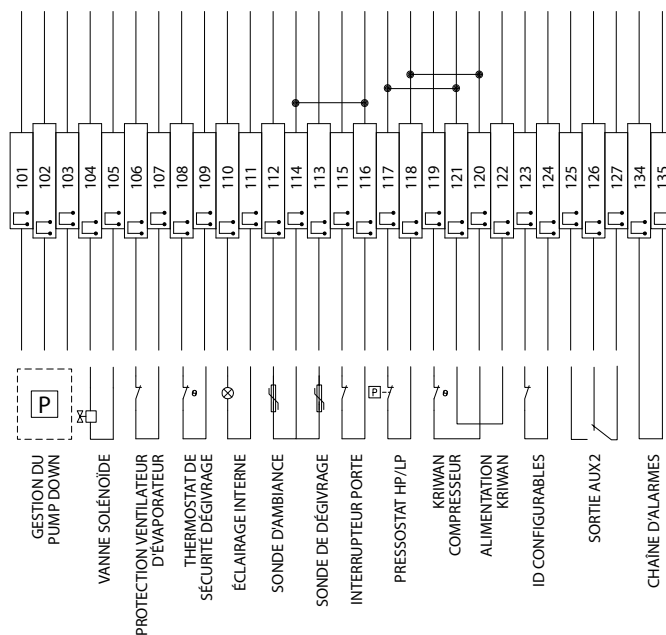 101
102
103
104
105
106
107
108
109
110
111
112
114
113
115
116
117
118
119
121
120
122
123
124
125
126
127
134
135
P
θ
P
θ
GESTION DU
PUMP DOWN
VANNE SOLÉNOÏDE
PROTECTION VENTILATEUR
D'ÉVAPORATEUR
THERMOSTAT DE
SÉCURITÉ DÉGIVRAGE
ÉCLAIRAGE INTERNE
SONDE D'AMBIANCE
SONDE DE DÉGIVRAGE
INTERRUPTEUR PORTE
PRESSOSTAT HP/LP
KRIWAN
COMPRESSEUR
ALIMENTATION
KRIWAN
ID CONFIGURABLES
SORTIE AUX2
CHAÎNE D'ALARMES